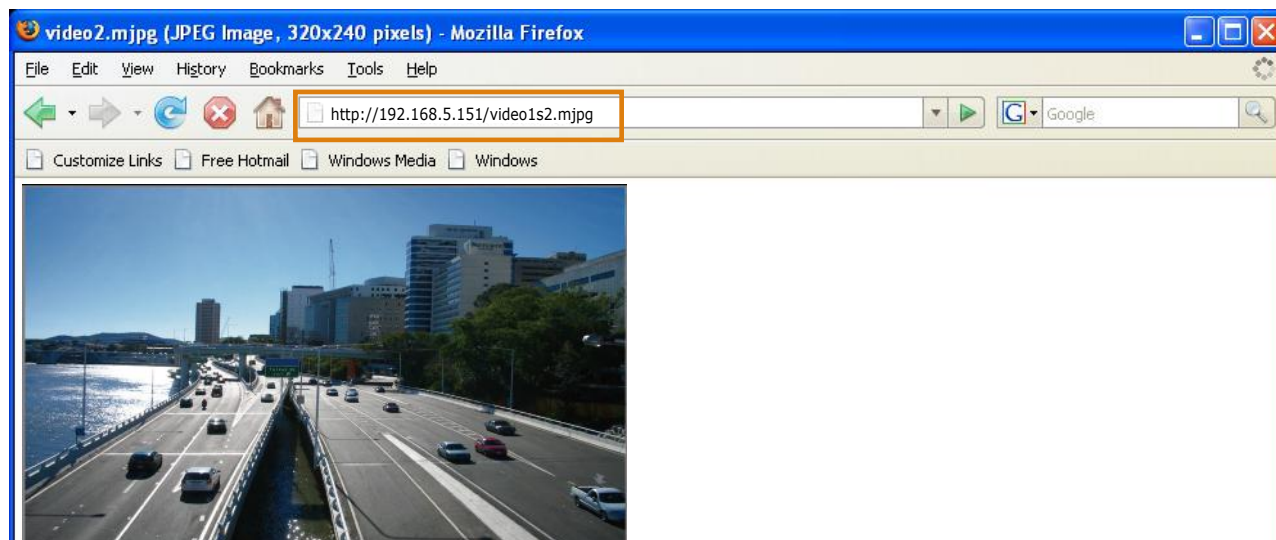 video2.mjpg (JPEG Image, 320x240 pixels) - Mozilla Firefox
File Edit View History Bookmarks Tools Help
http://192.168.5.151/video1s2.mjpg G Google
Customize Links Free Hotmail Windows Media Windows